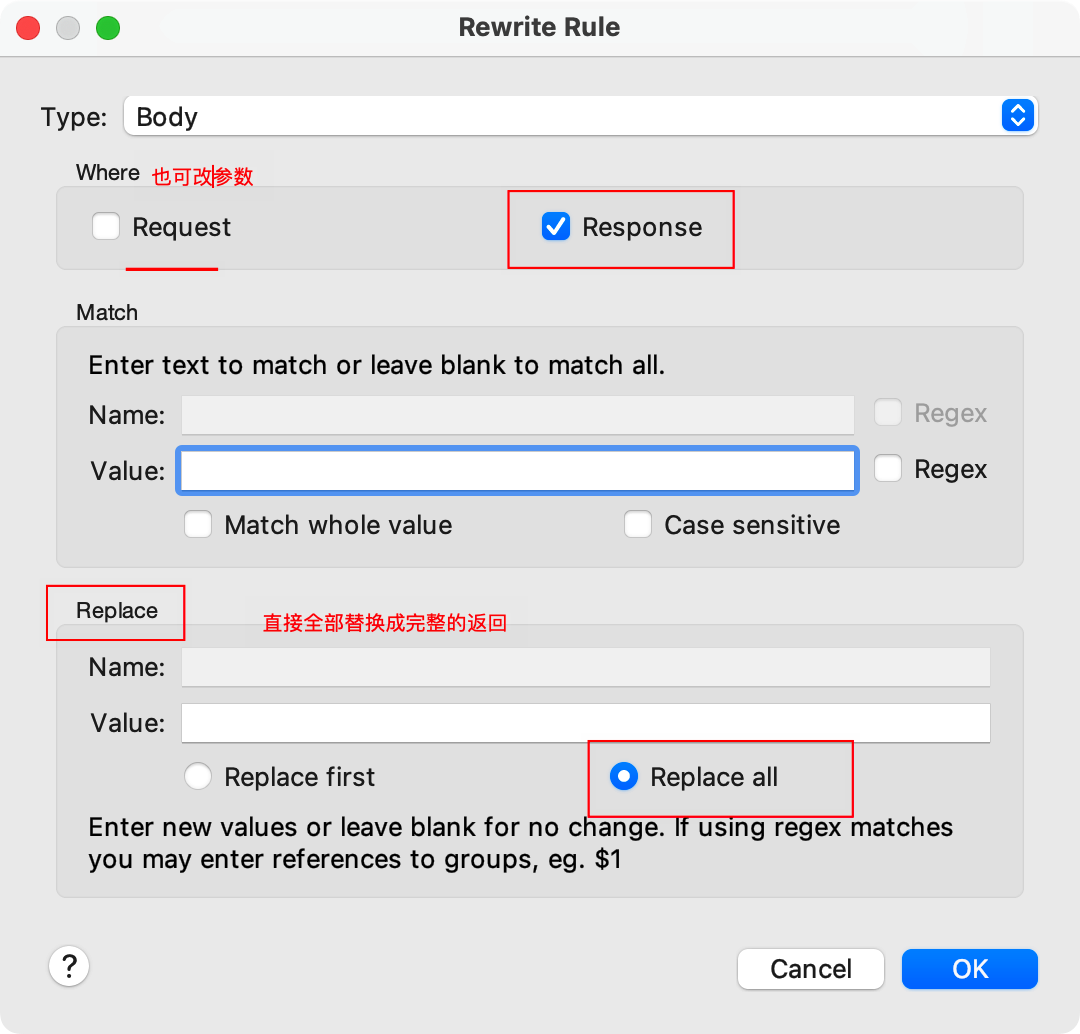 Rewrite Rule
Type: Body
Where 也可改参数
Request Response
Match
Enter text to match or leave blank to match all.
Name: Regex
Value: Regex
Match whole value Case sensitive
Replace 直接全部替换成完整的返回
Name:
Value:
Replace first Replace all
Enter new values or leave blank for no change. If using regex matches
you may enter references to groups, eg. $1
? Cancel OK